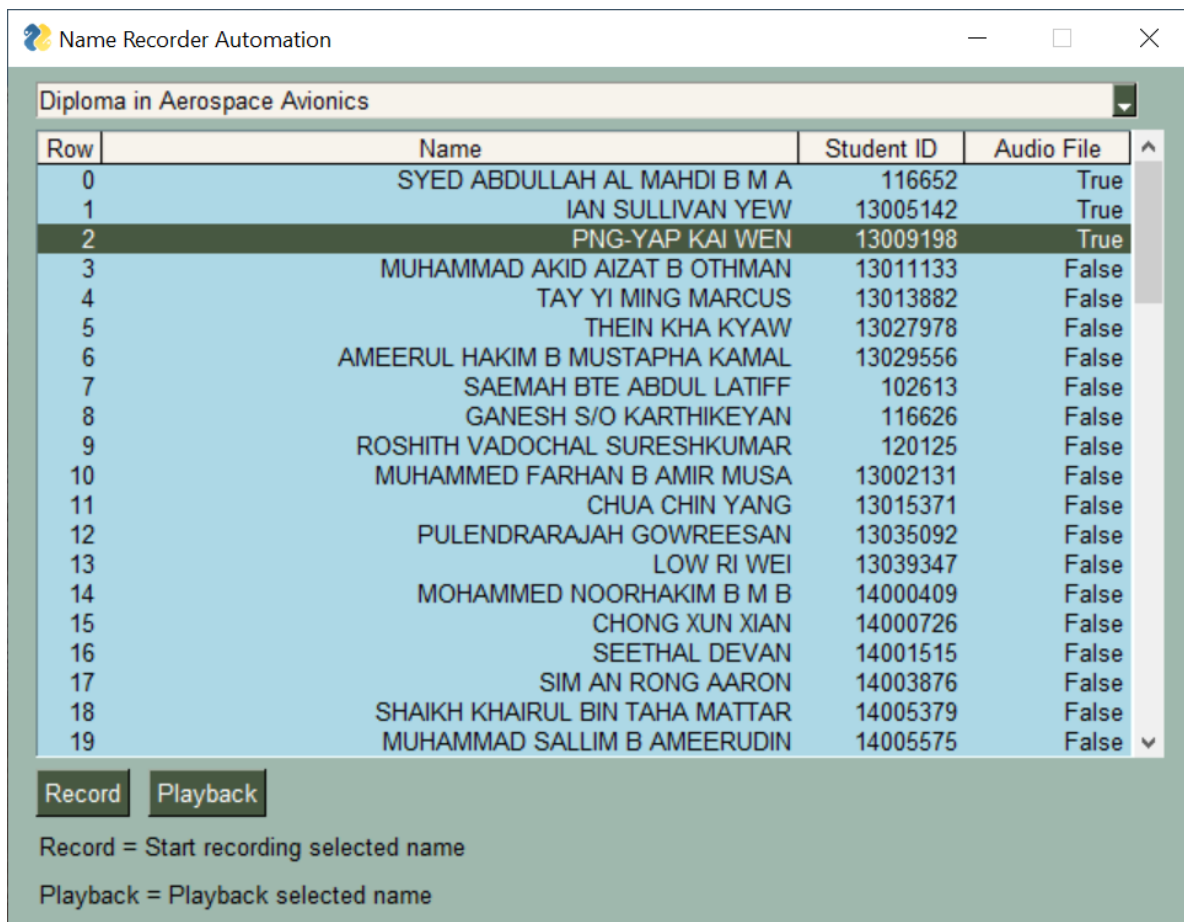 Name Recorder Automation
Diploma in Aerospace Avionics
Row Name Student ID Audio File
0 SYED ABDULLAH AL MAHDI B M A 116652 True
1 IAN SULLIVAN YEW 13005142 True
2 PNG-YAP KAI WEN 13009198 True
3 MUHAMMAD AKID AIZAT B OTHMAN 13011133 False
4 TAY YI MING MARCUS 13013882 False
5 THEIN KHA KYAW 13027978 False
6 AMEERUL HAKIM B MUSTAPHA KAMAL 13029556 False
7 SAEMAH BTE ABDUL LATIFF 102613 False
8 GANESH S/O KARTHIKEYAN 116626 False
9 ROSHITH VADOCHAL SURESHKUMAR 120125 False
10 MUHAMMED FARHAN B AMIR MUSA 13002131 False
11 CHUA CHIN YANG 13015371 False
12 PULENDRARAJAH GOWREESAN 13035092 False
13 LOW RI WEI 13039347 False
14 MOHAMMED NOORHAKIM B M B 14000409 False
15 CHONG XUN XIAN 14000726 False
16 SEETHAL DEVAN 14001515 False
17 SIM AN RONG AARON 14003876 False
18 SHAIKH KHAIRUL BIN TAHA MATTAR 14005379 False
19 MUHAMMAD SALLIM B AMEERUDIN 14005575 False
Record Playback
Record = Start recording selected name
Playback = Playback selected name